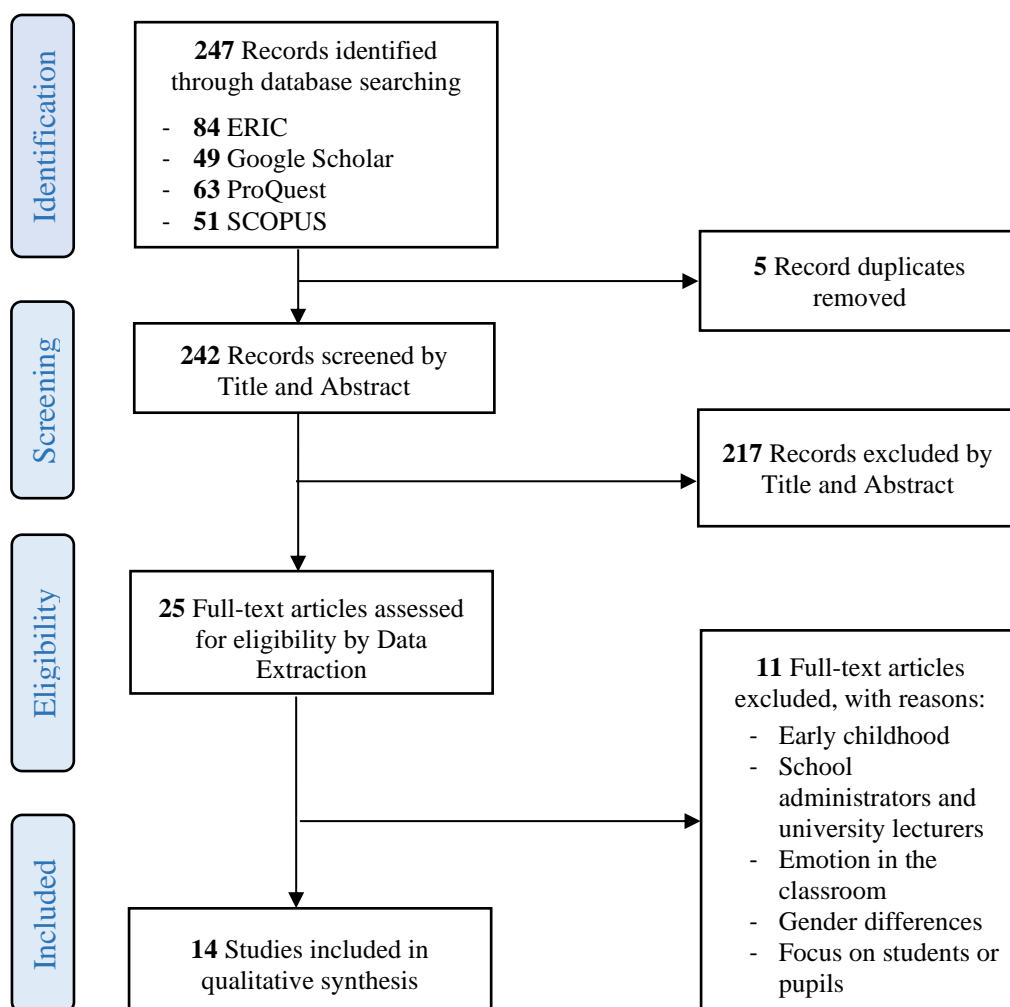 Identification
247 Records identified
through database searching
- 84 ERIC
- 49 Google Scholar
- 63 ProQuest
- 51 SCOPUS
5 Record duplicates
removed
Screening
242 Records screened by
Title and Abstract
217 Records excluded by
Title and Abstract
Eligibility
25 Full-text articles assessed
for eligibility by Data
Extraction
11 Full-text articles
excluded, with reasons:
- Early childhood
- School
administrators and
university lecturers
- Emotion in the
classroom
- Gender differences
- Focus on students or
pupils
Included
14 Studies included in
qualitative synthesis